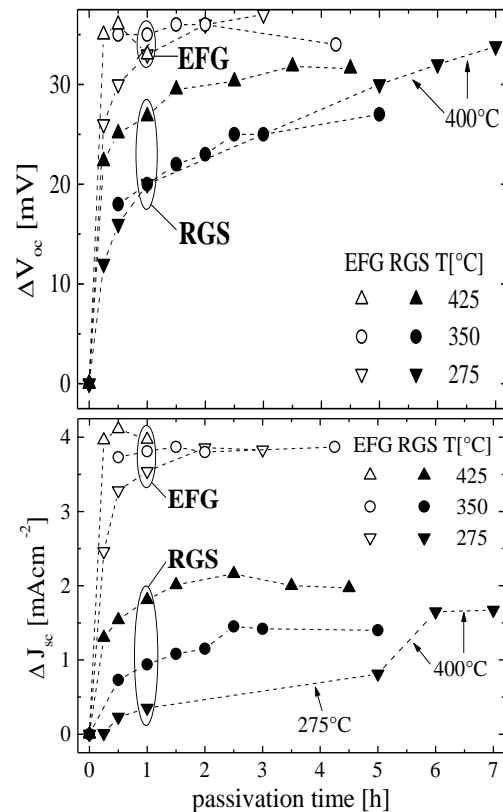 30
20
10
0
ΔV_oc [mV]
EFG
400°C
RGS
EFG RGS T[°C]
425
350
275
4
3
2
1
0
Δ J_sc [mAcm⁻²]
EFG RGS T[°C]
425
350
275
EFG
RGS
400°C
275°C
0 1 2 3 4 5 6 7
passivation time [h]